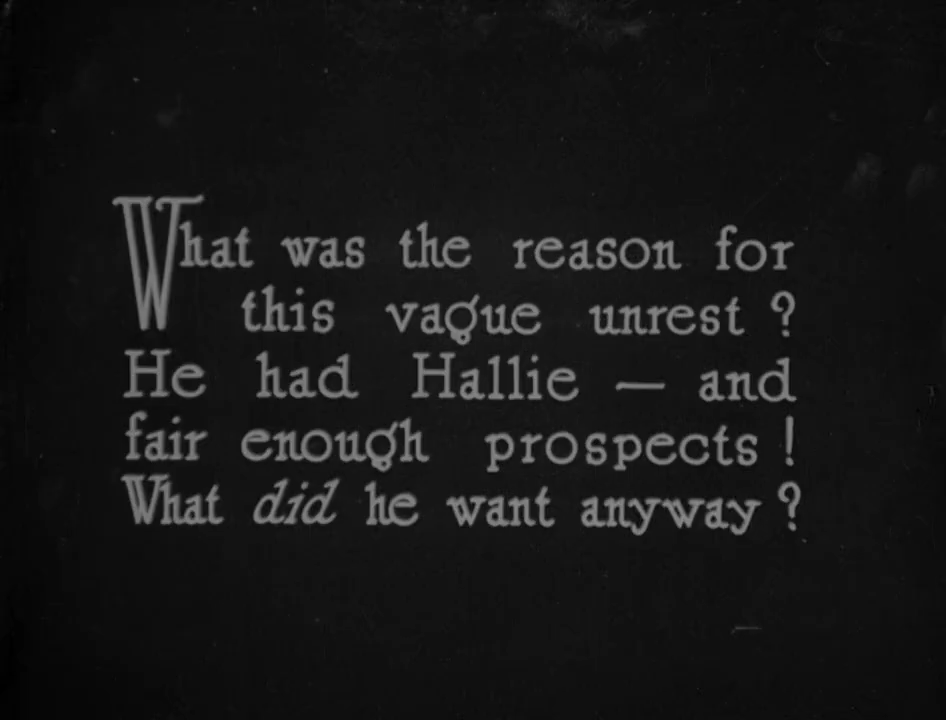 What was the reason for
this vague unrest ?
He had Hallie — and
fair enough prospects !
What did he want anyway ?